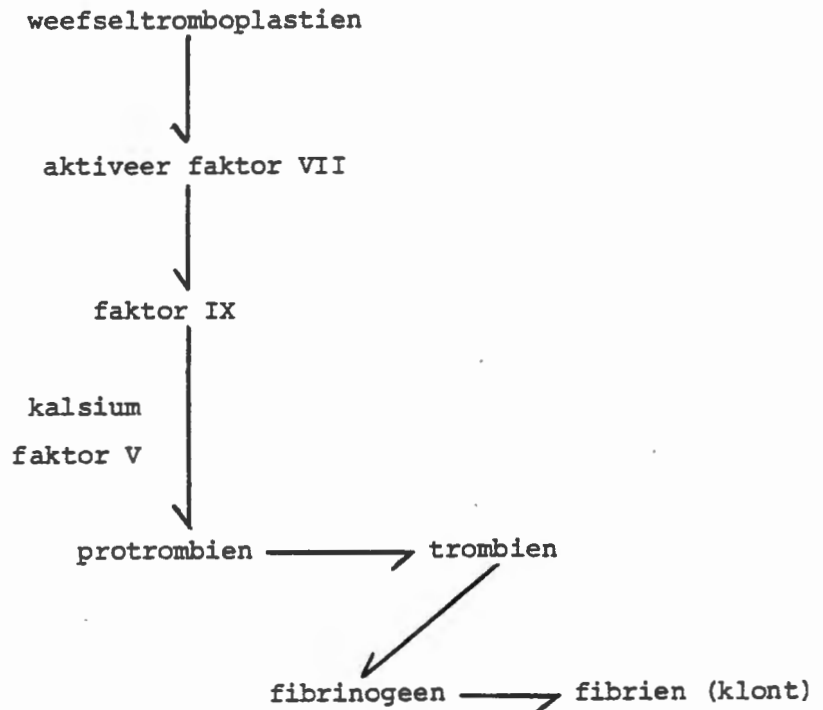 weefseltromboplastien
aktiveer faktor VII
faktor IX
kalsium
faktor V
protrombien trombien
fibrinogeen fibrien (klont)